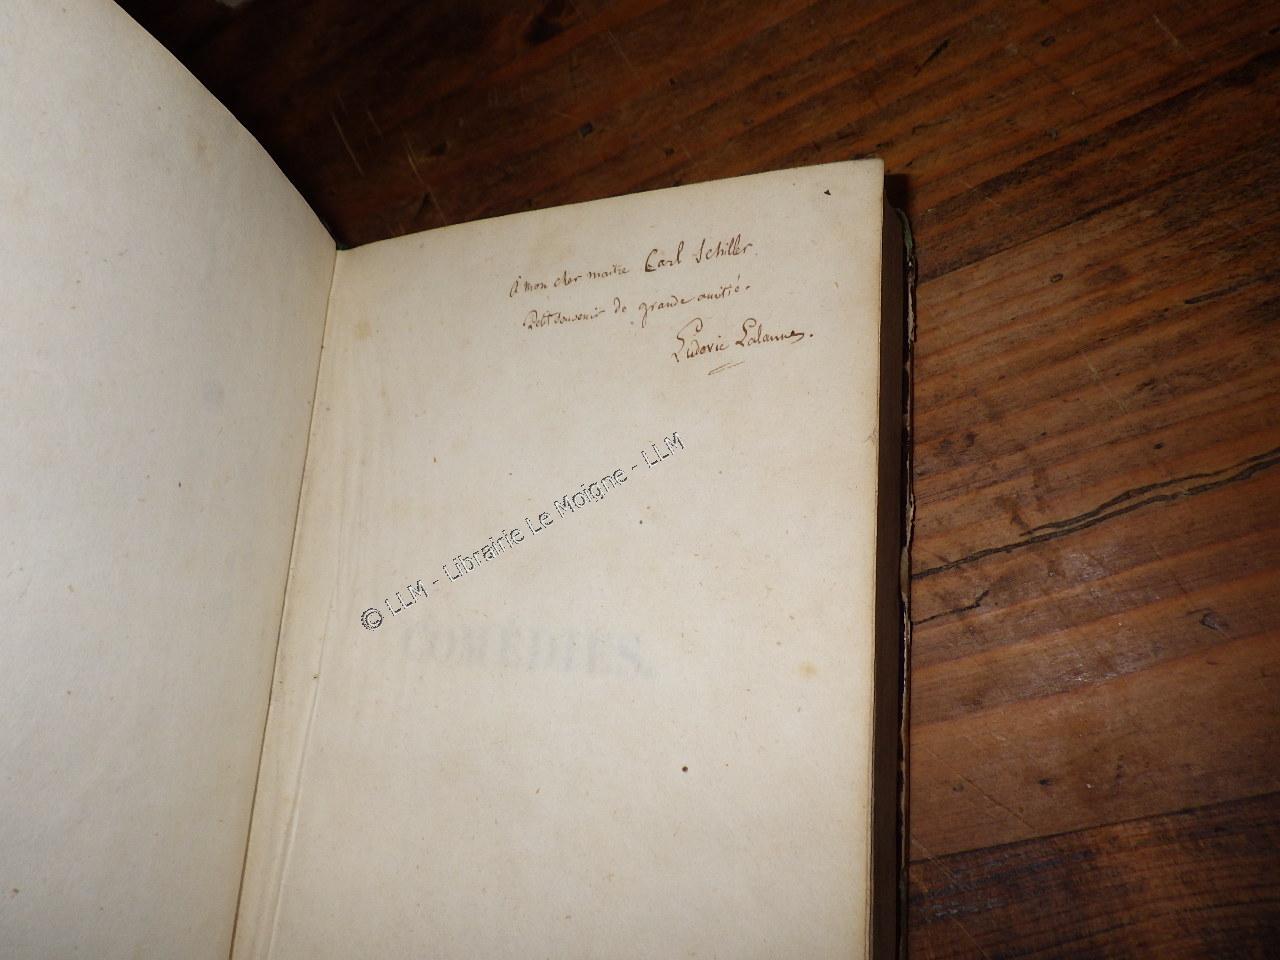 À mon cher maître Carl Schiller.
Petit souvenir de grande amitié.
Ludovic Lalanne.
© LLM - Librairie Le Moigne - LLM
COMÉDIES.